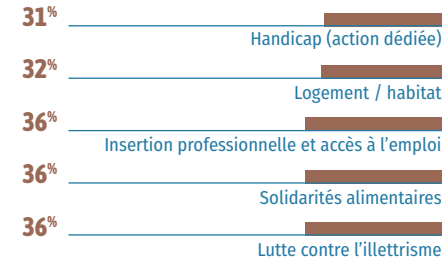 31%
Handicap (action dédiée)
32%
Logement / habitat
36%
Insertion professionnelle et accès à l’emploi
36%
Solidarités alimentaires
36%
Lutte contre l’illettrisme